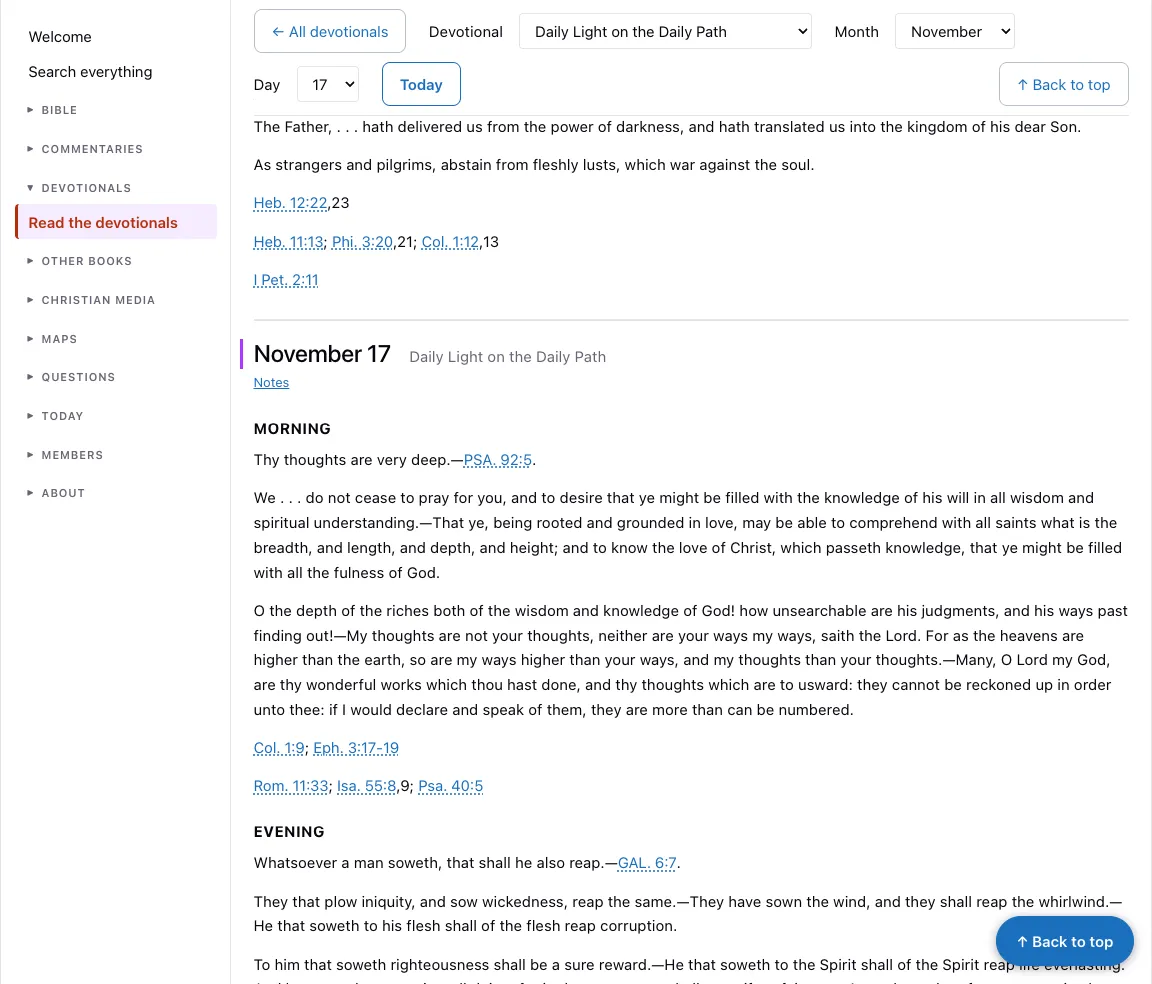 Welcome
Search everything
▸ BIBLE
▸ COMMENTARIES
▾ DEVOTIONALS
Read the devotionals
▸ OTHER BOOKS
▸ CHRISTIAN MEDIA
▸ MAPS
▸ QUESTIONS
▸ TODAY
▸ MEMBERS
▸ ABOUT
← All devotionals Devotional Daily Light on the Daily Path Month November
Day 17 Today ↑ Back to top
The Father, . . . hath delivered us from the power of darkness, and hath translated us into the kingdom of his dear Son.
As strangers and pilgrims, abstain from fleshly lusts, which war against the soul.
Heb. 12:22,23
Heb. 11:13; Phi. 3:20,21; Col. 1:12,13
I Pet. 2:11
November 17 Daily Light on the Daily Path
Notes
MORNING
Thy thoughts are very deep.—PSA. 92:5.
We . . . do not cease to pray for you, and to desire that ye might be filled with the knowledge of his will in all wisdom and
spiritual understanding.—That ye, being rooted and grounded in love, may be able to comprehend with all saints what is the
breadth, and length, and depth, and height; and to know the love of Christ, which passeth knowledge, that ye might be filled
with all the fulness of God.
O the depth of the riches both of the wisdom and knowledge of God! how unsearchable are his judgments, and his ways past
finding out!—My thoughts are not your thoughts, neither are your ways my ways, saith the Lord. For as the heavens are
higher than the earth, so are my ways higher than your ways, and my thoughts than your thoughts.—Many, O Lord my God,
are thy wonderful works which thou hast done, and thy thoughts which are to usward: they cannot be reckoned up in order
unto thee: if I would declare and speak of them, they are more than can be numbered.
Col. 1:9; Eph. 3:17-19
Rom. 11:33; Isa. 55:8,9; Psa. 40:5
EVENING
Whatsoever a man soweth, that shall he also reap.—GAL. 6:7.
They that plow iniquity, and sow wickedness, reap the same.—They have sown the wind, and they shall reap the whirlwind.—
He that soweth to his flesh shall of the flesh reap corruption.
To him that soweth righteousness shall be a sure reward.—He that soweth to the Spirit shall of the Spirit reap life everlasting.
↑ Back to top